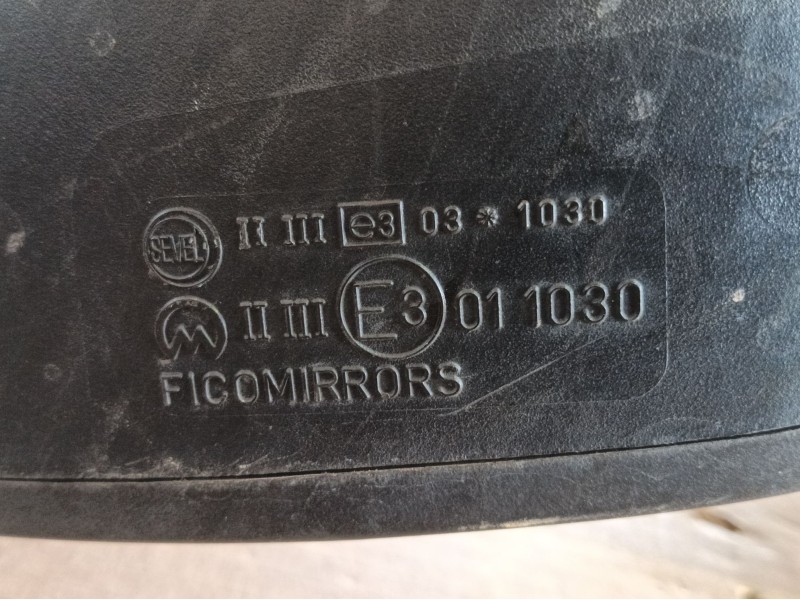 SEVEL II III e3 03 * 1030
M II III E3 01 1030
FICOMIRRORS